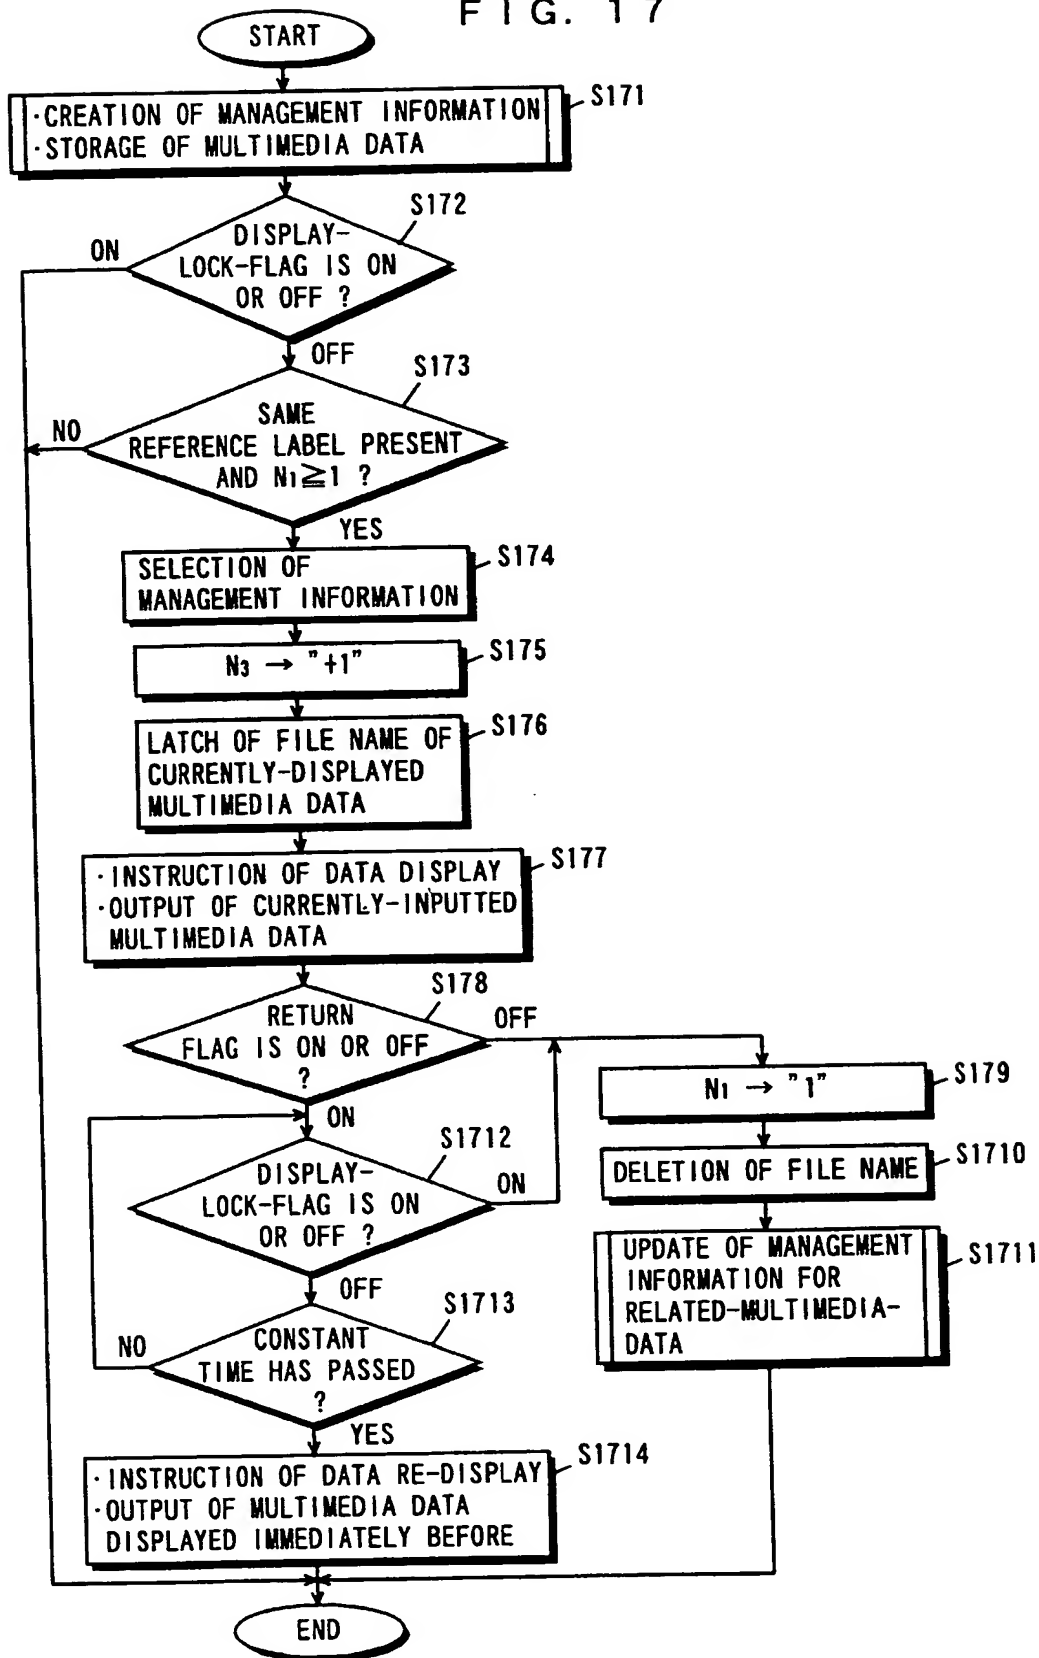 FIG. 17
START
·CREATION OF MANAGEMENT INFORMATION
·STORAGE OF MULTIMEDIA DATA
S171
S172
DISPLAY-
LOCK-FLAG IS ON
OR OFF ?
ON
OFF
S173
SAME
REFERENCE LABEL PRESENT
AND N1≧1 ?
NO
YES
SELECTION OF
MANAGEMENT INFORMATION
S174
N3 → "+1"
S175
LATCH OF FILE NAME OF
CURRENTLY-DISPLAYED
MULTIMEDIA DATA
S176
·INSTRUCTION OF DATA DISPLAY
·OUTPUT OF CURRENTLY-INPUTTED
MULTIMEDIA DATA
S177
S178
RETURN
FLAG IS ON OR OFF
?
OFF
ON
N1 → "1"
S179
DELETION OF FILE NAME
S1710
UPDATE OF MANAGEMENT
INFORMATION FOR
RELATED-MULTIMEDIA-
DATA
S1711
S1712
DISPLAY-
LOCK-FLAG IS ON
OR OFF ?
ON
OFF
S1713
CONSTANT
TIME HAS PASSED
?
NO
YES
·INSTRUCTION OF DATA RE-DISPLAY
·OUTPUT OF MULTIMEDIA DATA
DISPLAYED IMMEDIATELY BEFORE
S1714
END